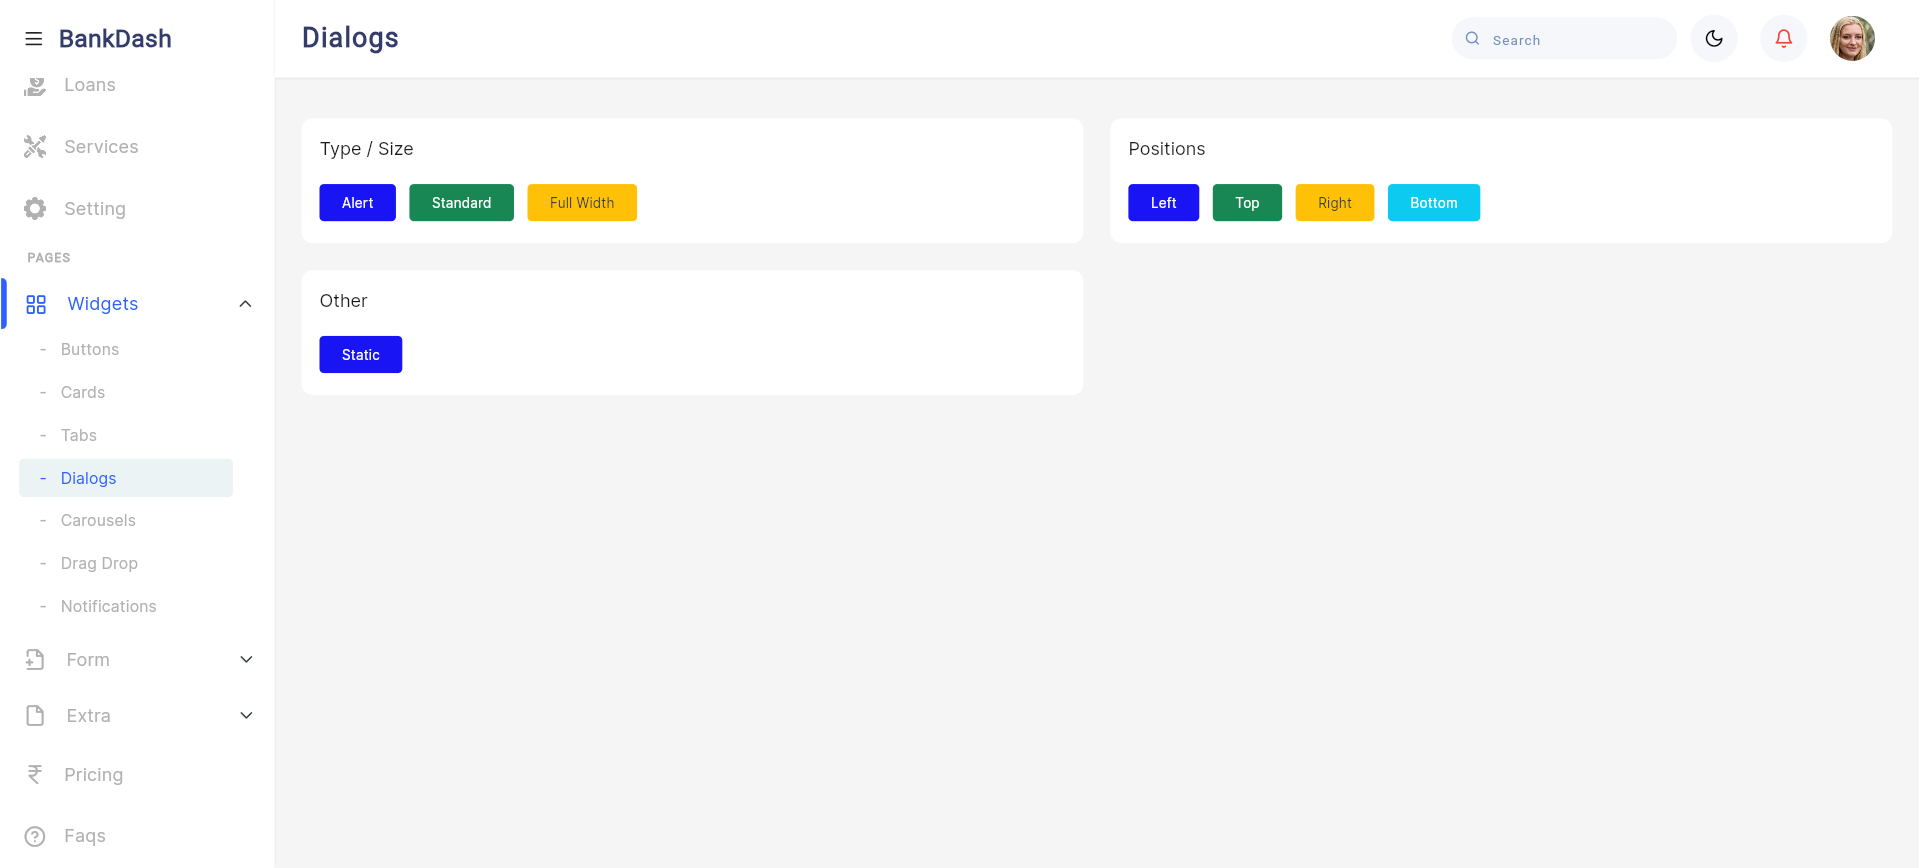 BankDash
Loans
Services
Setting
PAGES
Widgets
- Buttons
- Cards
- Tabs
- Dialogs
- Carousels
- Drag Drop
- Notifications
Form
Extra
Pricing
Faqs
Dialogs
Search
Type / Size
Alert Standard Full Width
Positions
Left Top Right Bottom
Other
Static